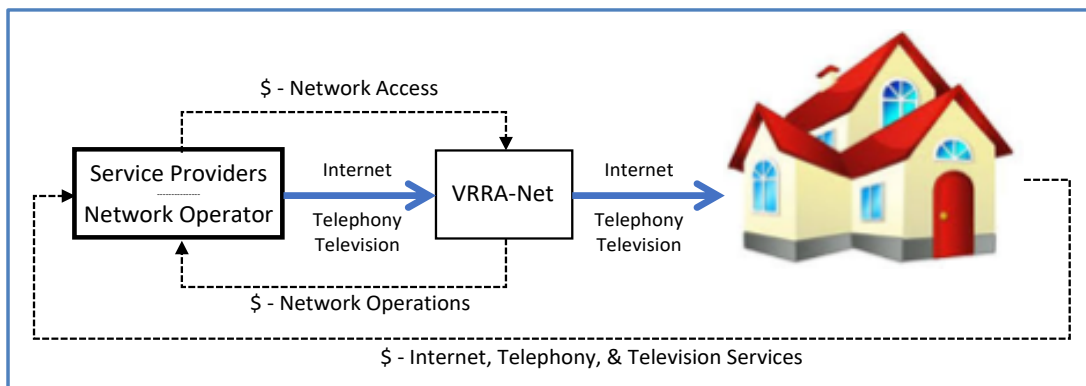 $ - Network Access
Service Providers
---------------
Network Operator
Internet
Telephony
Television
VRRA-Net
Internet
Telephony
Television
$ - Network Operations
$ - Internet, Telephony, & Television Services